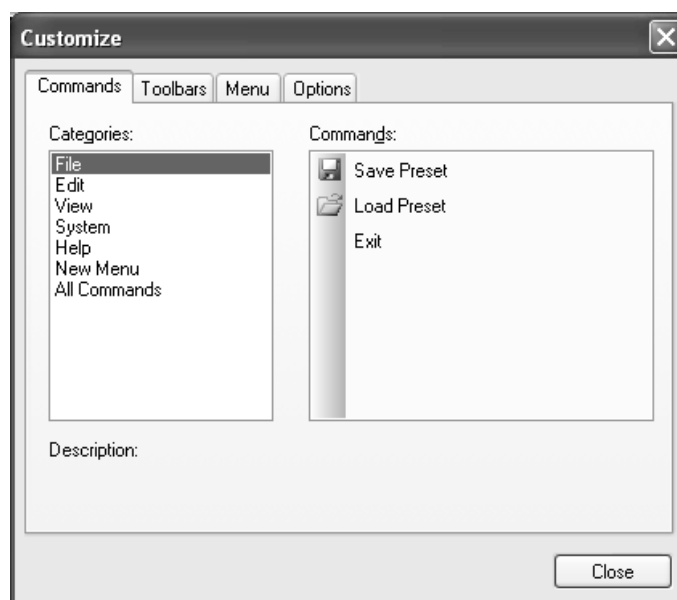 Customize
Commands Toolbars Menu Options
Categories: Commands:
File
Edit
View
System
Help
New Menu
All Commands
Save Preset
Load Preset
Exit
Description:
Close